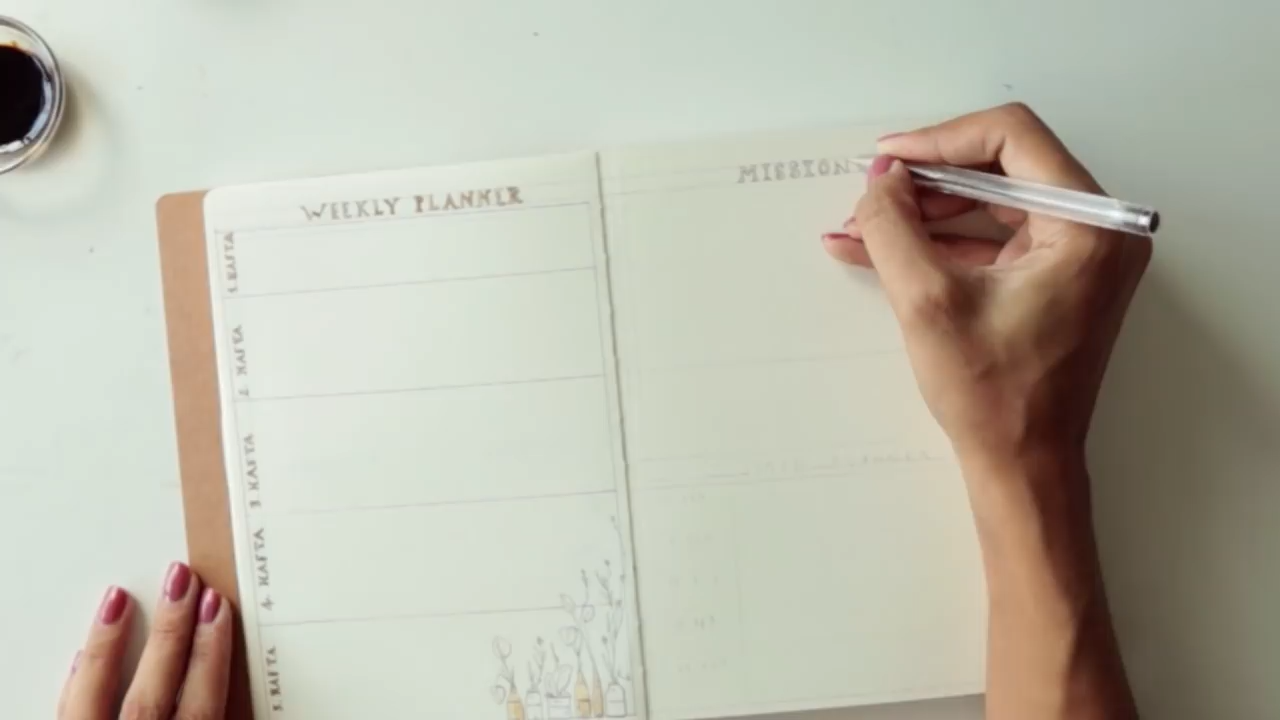 WEEKLY PLANNER
1. HAFTA
2. HAFTA
3. HAFTA
4. HAFTA
5. HAFTA
MISSION